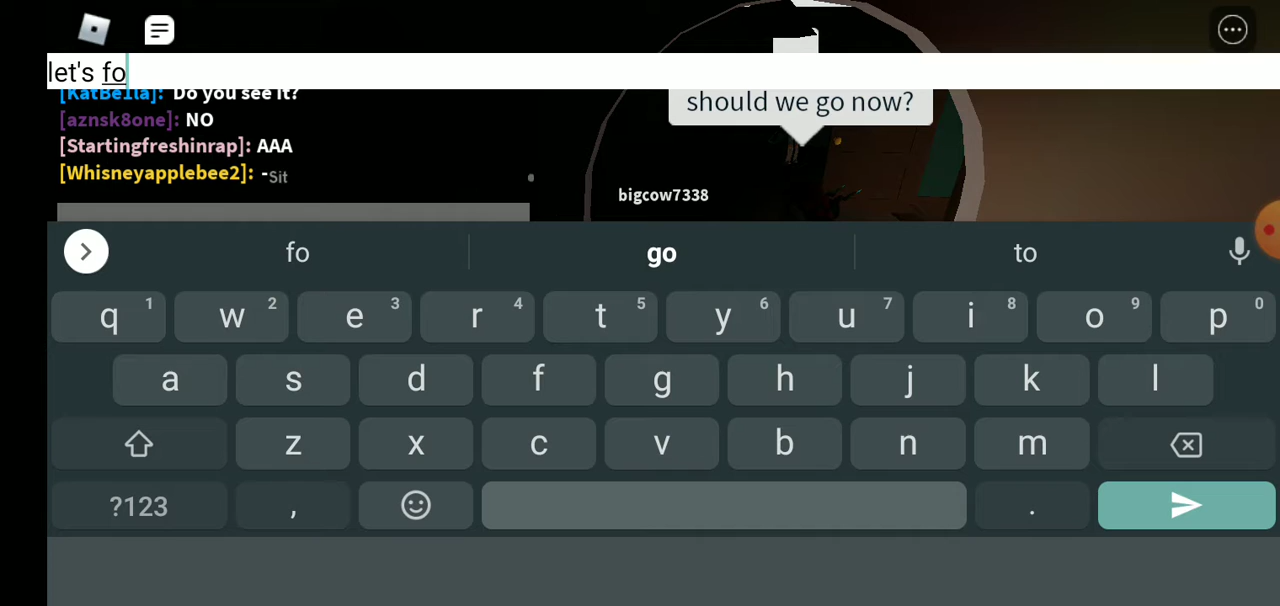 let's fo
[KatBe1la]: Do you see it?
[aznsk8one]: NO
[Startingfreshinrap]: AAA
[Whisneyapplebee2]: -Sit
should we go now?
bigcow7338
fo go to
q 1 w 2 e 3 r 4 t 5 y 6 u 7 i 8 o 9 p 0
a s d f g h j k l
z x c v b n m
?123 , .